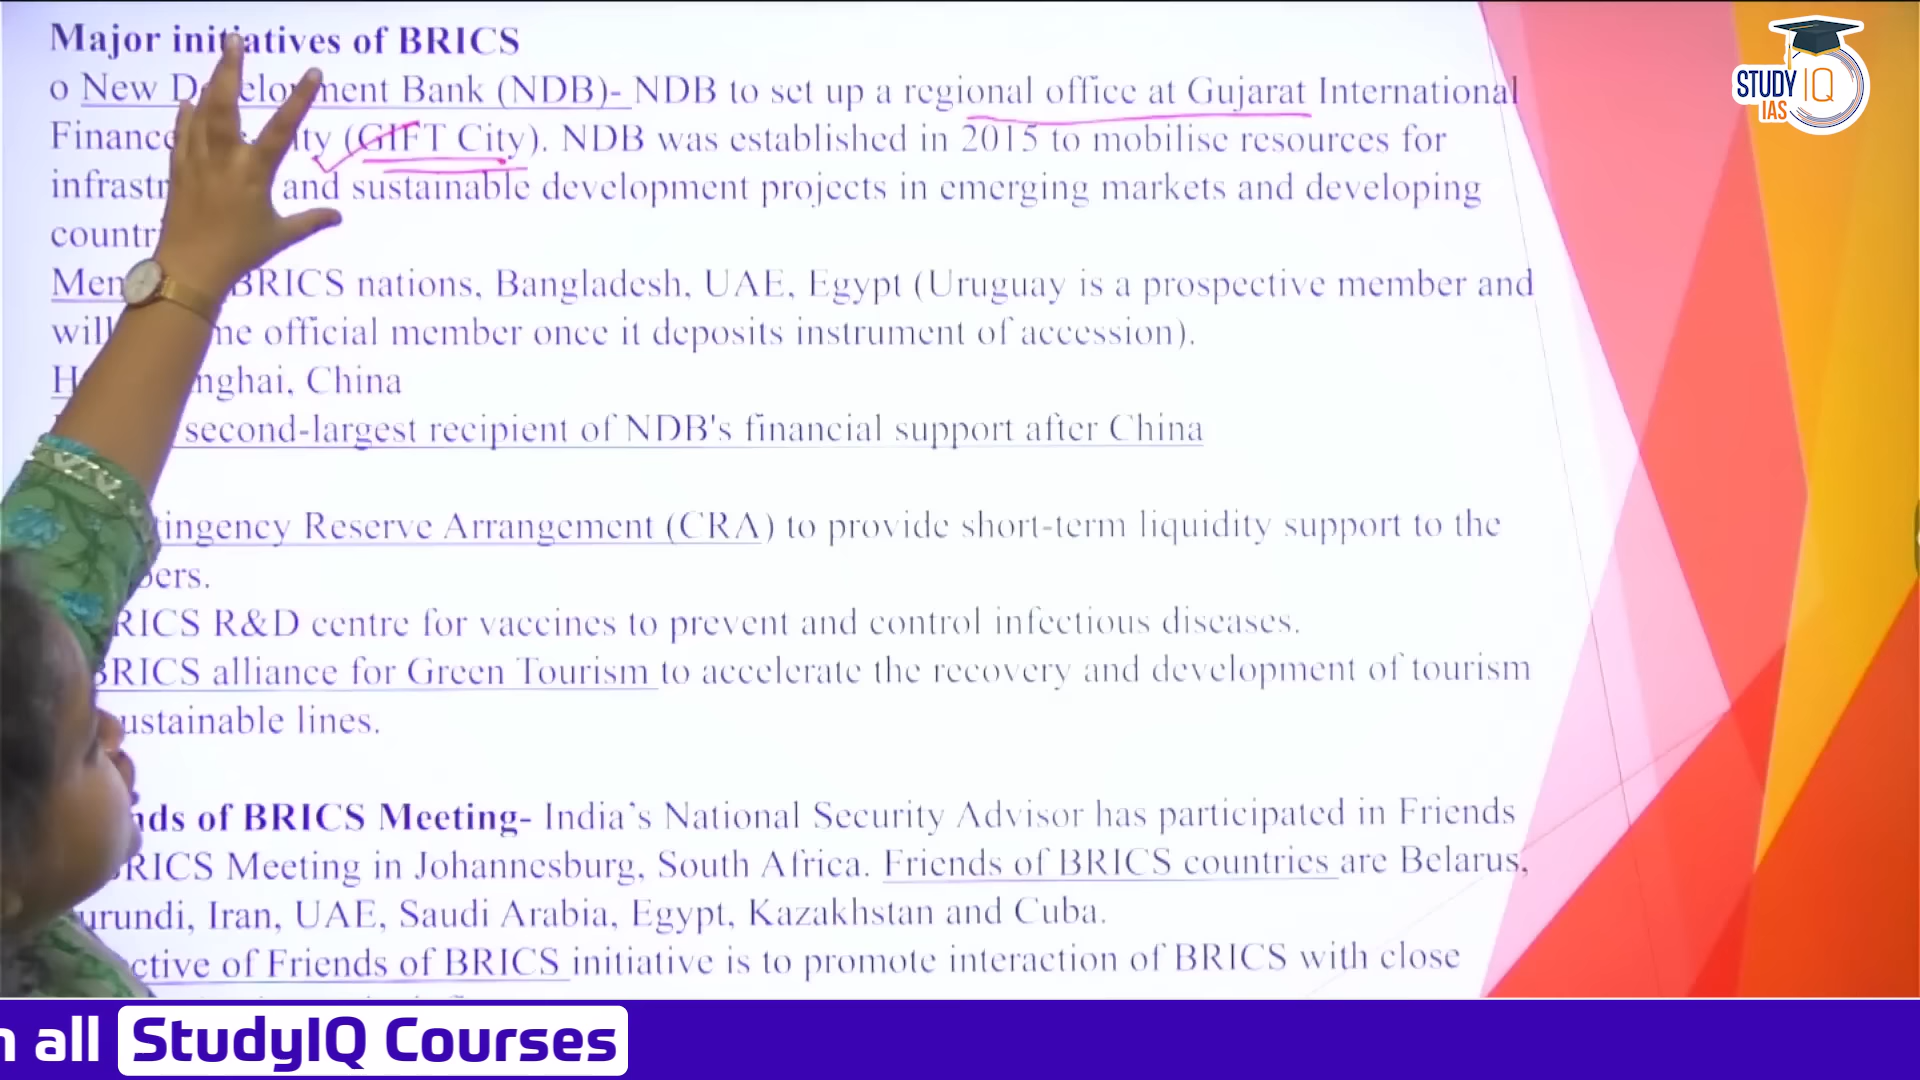 Major initiatives of BRICS
o New Development Bank (NDB)- NDB to set up a regional office at Gujarat International
Finance ity (GIFT City). NDB was established in 2015 to mobilise resources for
infrastr and sustainable development projects in emerging markets and developing
countri
Mem BRICS nations, Bangladesh, UAE, Egypt (Uruguay is a prospective member and
will me official member once it deposits instrument of accession).
H nghai, China
second-largest recipient of NDB's financial support after China
tingency Reserve Arrangement (CRA) to provide short-term liquidity support to the
bers.
BRICS R&D centre for vaccines to prevent and control infectious diseases.
BRICS alliance for Green Tourism to accelerate the recovery and development of tourism
ustainable lines.
nds of BRICS Meeting- India's National Security Advisor has participated in Friends
BRICS Meeting in Johannesburg, South Africa. Friends of BRICS countries are Belarus,
urundi, Iran, UAE, Saudi Arabia, Egypt, Kazakhstan and Cuba.
ctive of Friends of BRICS initiative is to promote interaction of BRICS with close
STUDY IQ
IAS
n all StudyIQ Courses